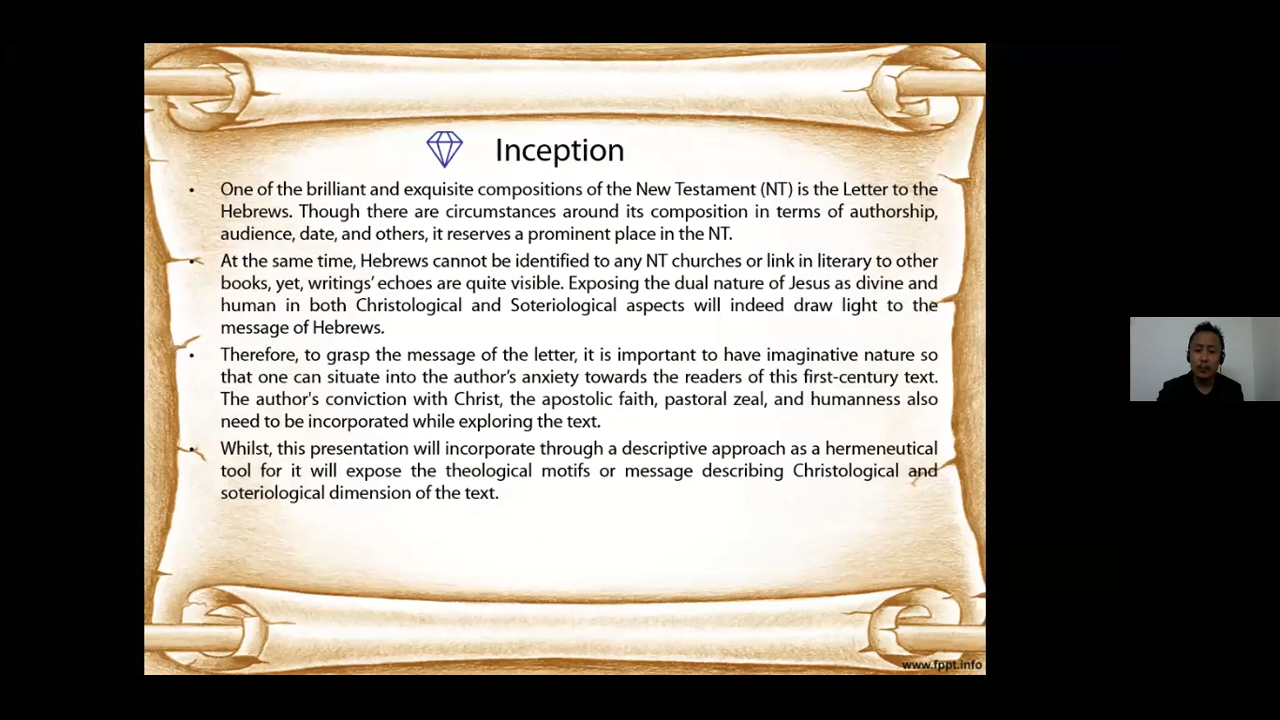 Inception
• One of the brilliant and exquisite compositions of the New Testament (NT) is the Letter to the
Hebrews. Though there are circumstances around its composition in terms of authorship,
audience, date, and others, it reserves a prominent place in the NT.
• At the same time, Hebrews cannot be identified to any NT churches or link in literary to other
books, yet, writings' echoes are quite visible. Exposing the dual nature of Jesus as divine and
human in both Christological and Soteriological aspects will indeed draw light to the
message of Hebrews.
• Therefore, to grasp the message of the letter, it is important to have imaginative nature so
that one can situate into the author's anxiety towards the readers of this first-century text.
The author's conviction with Christ, the apostolic faith, pastoral zeal, and humanness also
need to be incorporated while exploring the text.
• Whilst, this presentation will incorporate through a descriptive approach as a hermeneutical
tool for it will expose the theological motifs or message describing Christological and
soteriological dimension of the text.
www.fppt.info